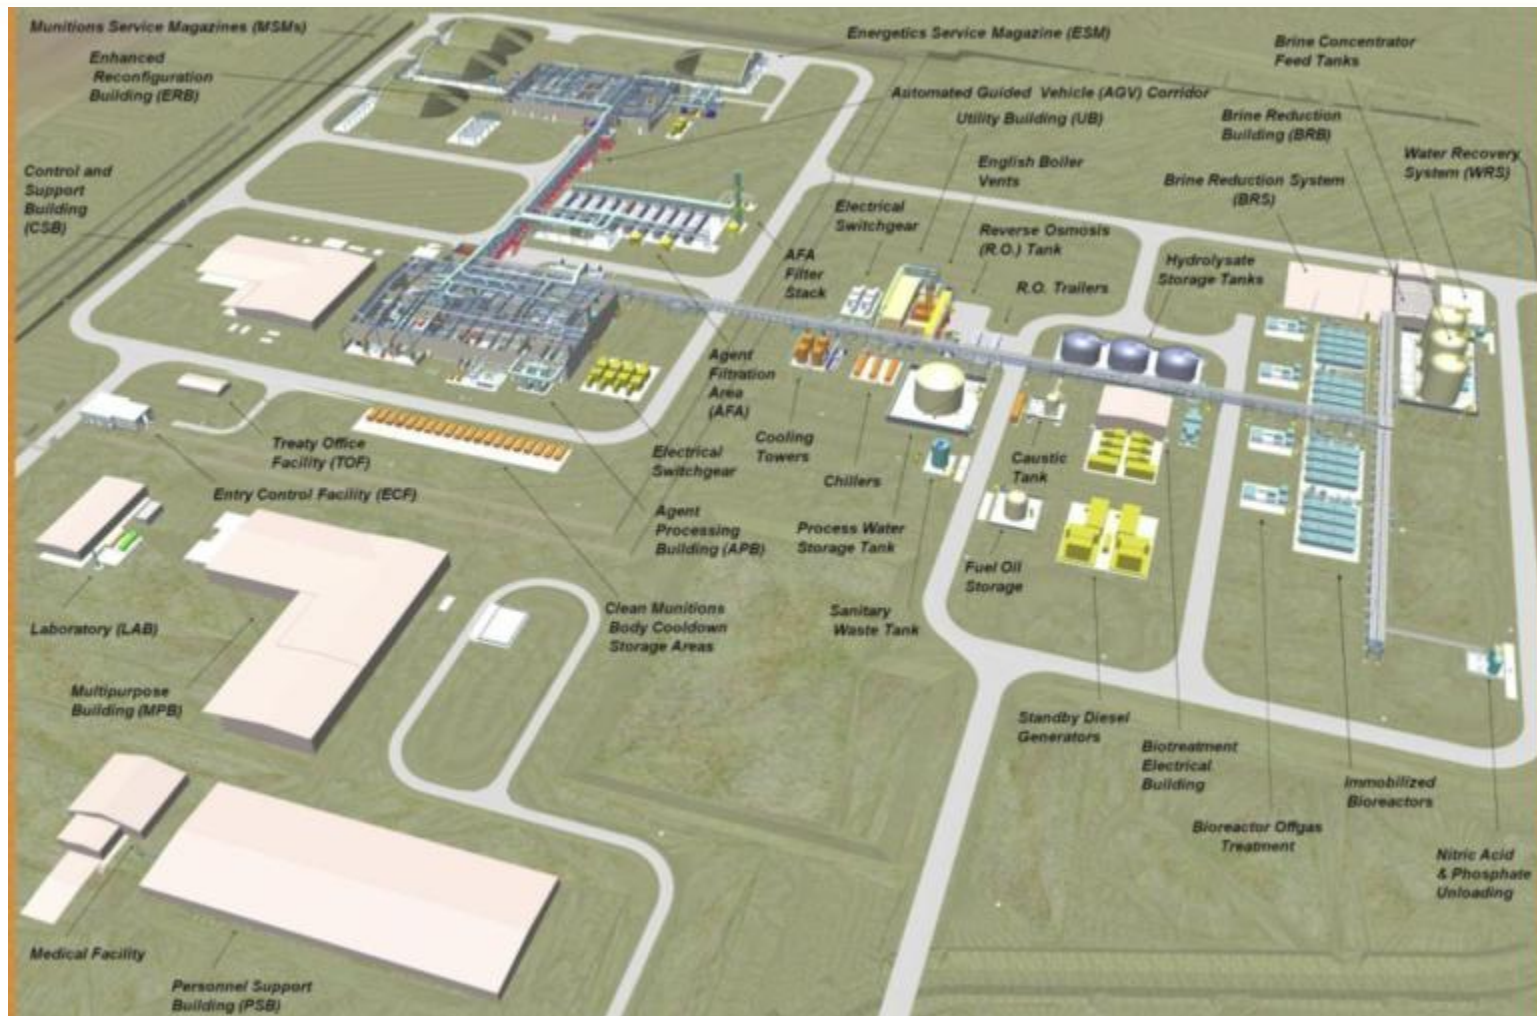 Munitions Service Magazines (MSMs)
Enhanced
Reconfiguration
Building (ERB)
Control and
Support
Building
(CSB)
Energetics Service Magazine (ESM)
Automated Guided Vehicle (AGV) Corridor
Utility Building (UB)
English Boiler
Vents
Electrical
Switchgear
Reverse Osmosis
(R.O.) Tank
R.O. Trailers
AFA
Filter
Stack
Brine Concentrator
Feed Tanks
Brine Reduction
Building (BRB)
Water Recovery
System (WRS)
Brine Reduction System
(BRS)
Hydrolysate
Storage Tanks
Agent
Filtration
Area
(AFA)
Treaty Office
Facility (TOF)
Entry Control Facility (ECF)
Electrical
Switchgear
Cooling
Towers
Chillers
Caustic
Tank
Agent
Processing
Building (APB)
Process Water
Storage Tank
Fuel Oil
Storage
Laboratory (LAB)
Clean Munitions
Body Cooldown
Storage Areas
Sanitary
Waste Tank
Multipurpose
Building (MPB)
Standby Diesel
Generators
Biotreatment
Electrical
Building
Immobilized
Bioreactors
Bioreactor Offgas
Treatment
Nitric Acid
& Phosphate
Unloading
Medical Facility
Personnel Support
Building (PSB)